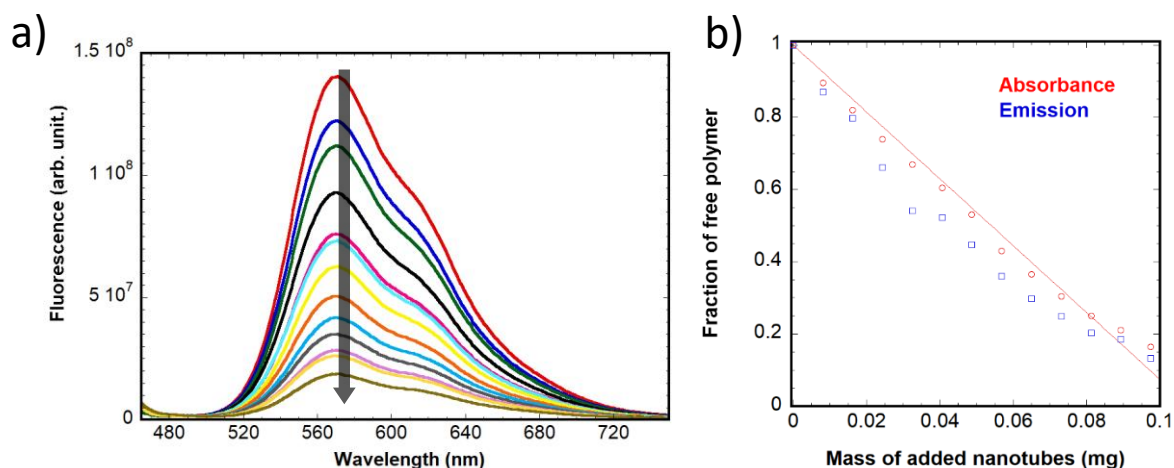 a)
1.5 10⁸
1 10⁸
5 10⁷
0
480 520 560 600 640 680 720
Wavelength (nm)
Fluorescence (arb. unit.)
b)
1
0.8
0.6
0.4
0.2
0
0 0.02 0.04 0.06 0.08 0.1
Mass of added nanotubes (mg)
Fraction of free polymer
Absorbance
Emission